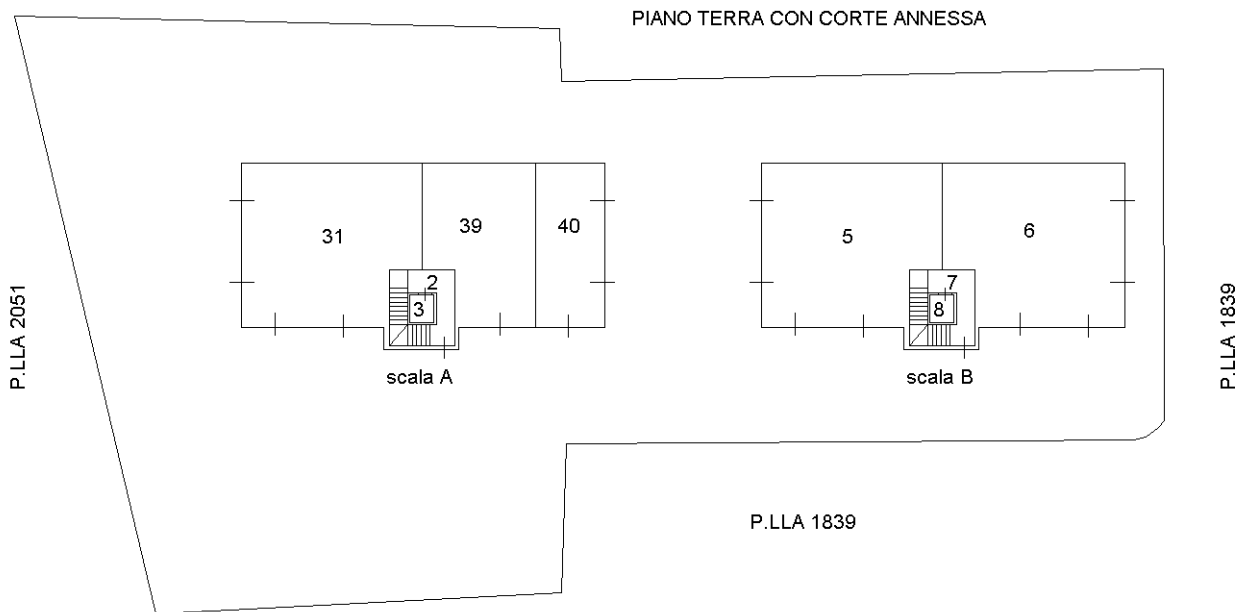 PIANO TERRA CON CORTE ANNESSA
31
39
40
5
6
2
3
7
8
scala A
scala B
P.LLA 2051
P.LLA 1839
P.LLA 1839